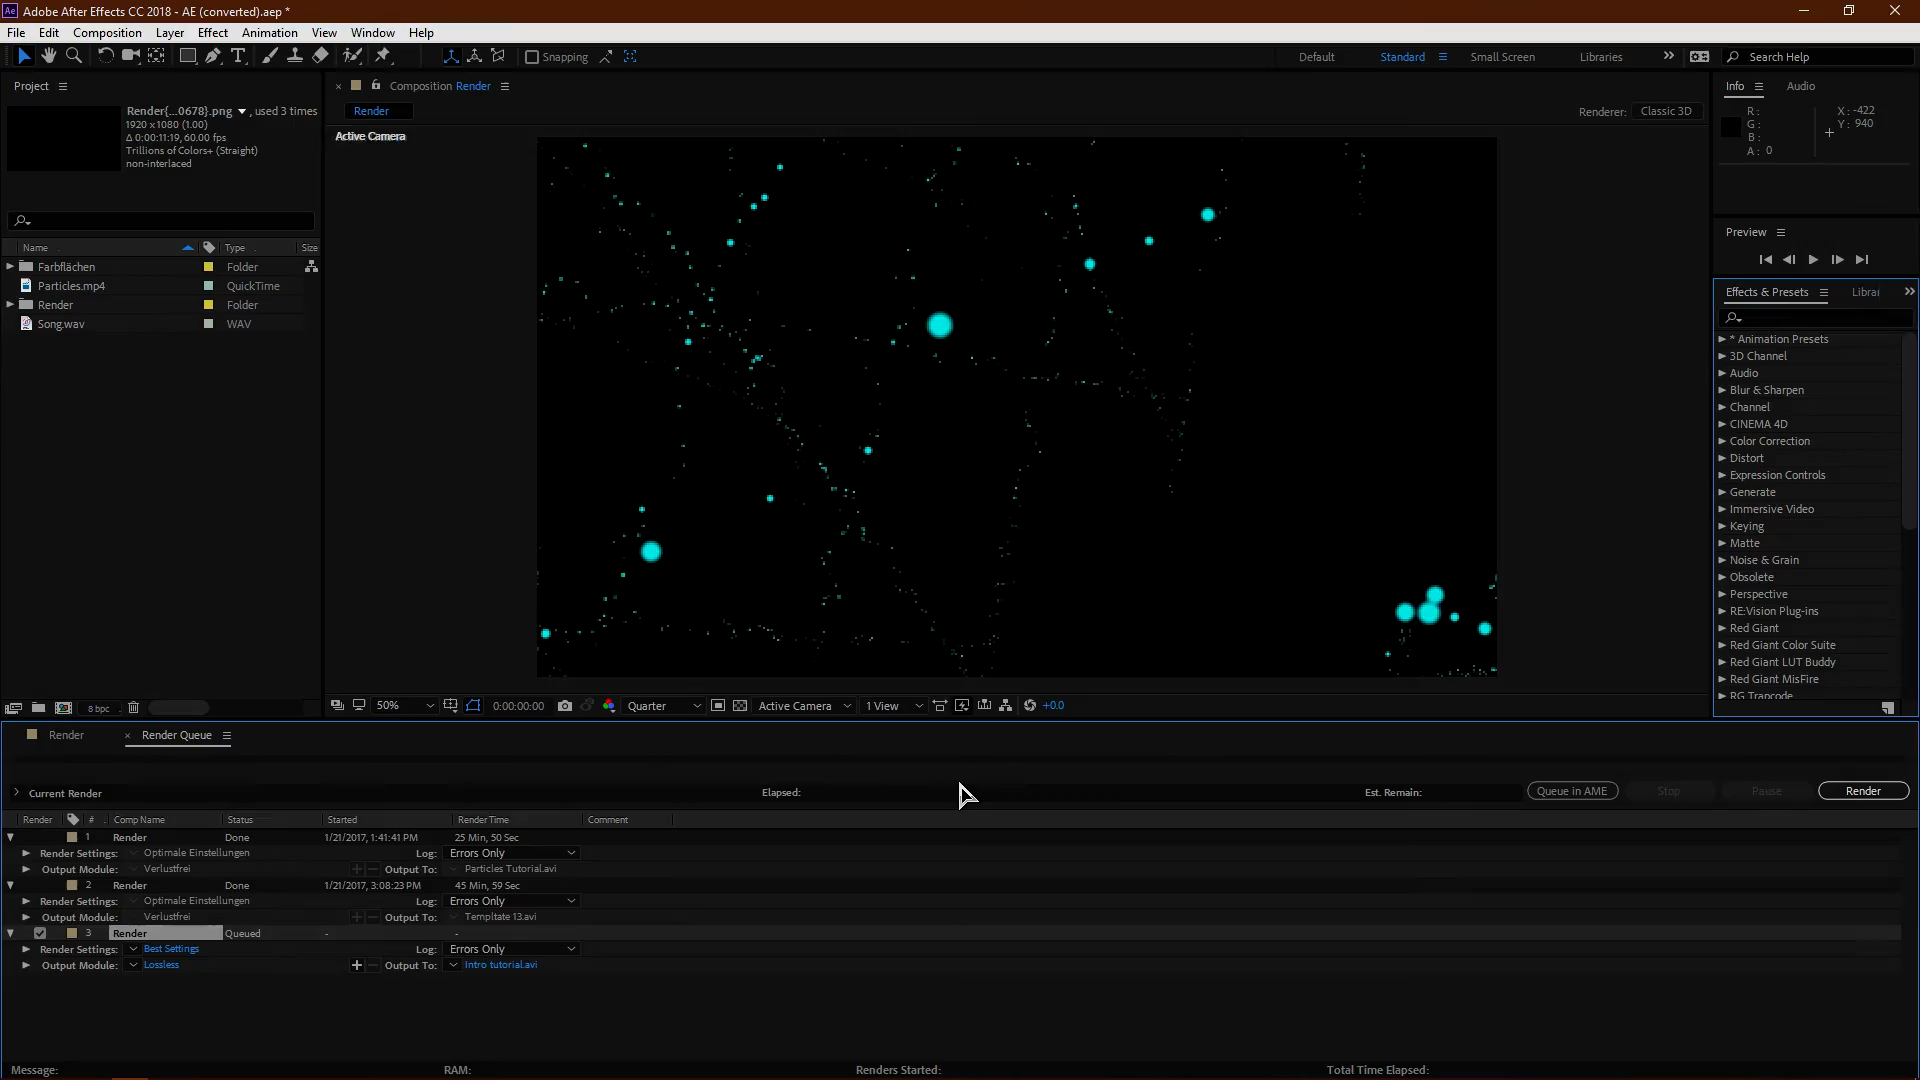 Ae Adobe After Effects CC 2018 - AE (converted).aep *
File Edit Composition Layer Effect Animation View Window Help
Snapping Default Standard Small Screen Libraries Search Help
Project
Render{...0678}.png , used 3 times
1920 x 1080 (1.00)
Δ 0:00:11:19, 60.00 fps
Trillions of Colors+ (Straight)
non-interlaced
Name Type Size
Farbflächen Folder
Particles.mp4 QuickTime
Render Folder
Song.wav WAV
8 bpc
Composition Render
Render
Renderer: Classic 3D
Active Camera
50% 0:00:00:00 Quarter Active Camera 1 View +0.0
Info Audio
R: X: -422
G: Y: 940
B:
A: 0
Preview
Effects & Presets Librar
* Animation Presets
3D Channel
Audio
Blur & Sharpen
Channel
CINEMA 4D
Color Correction
Distort
Expression Controls
Generate
Immersive Video
Keying
Matte
Noise & Grain
Obsolete
Perspective
RE:Vision Plug-ins
Red Giant
Red Giant Color Suite
Red Giant LUT Buddy
Red Giant MisFire
RG Trapcode
Render Render Queue
Current Render Elapsed: Est. Remain: Queue in AME Stop Pause Render
Render # Comp Name Status Started Render Time Comment
1 Render Done 1/21/2017, 1:41:41 PM 25 Min, 50 Sec
Render Settings: Optimale Einstellungen Log: Errors Only
Output Module: Verlustfrei Output To: Particles Tutorial.avi
2 Render Done 1/21/2017, 3:08:23 PM 45 Min, 59 Sec
Render Settings: Optimale Einstellungen Log: Errors Only
Output Module: Verlustfrei Output To: Templtate 13.avi
3 Render Queued - -
Render Settings: Best Settings Log: Errors Only
Output Module: Lossless Output To: Intro tutorial.avi
Message: RAM: Renders Started: Total Time Elapsed: